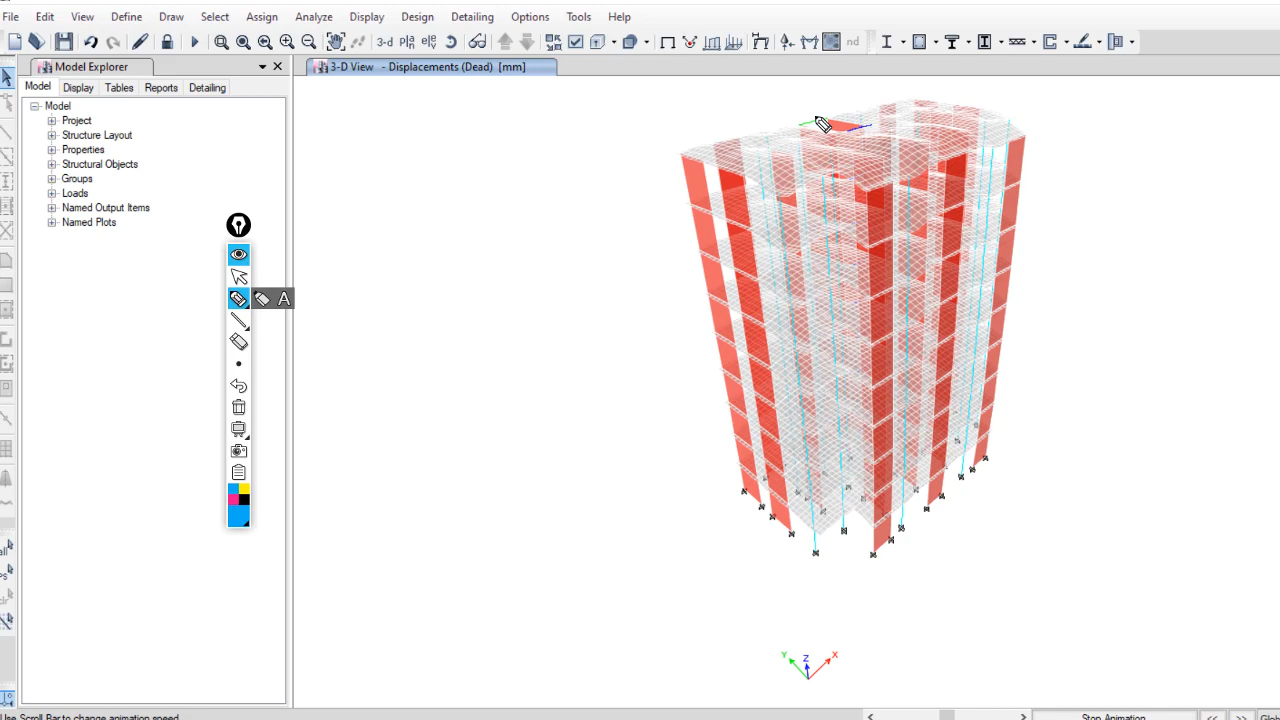 File Edit View Define Draw Select Assign Analyze Display Design Detailing Options Tools Help
3-d nd
Model Explorer
3-D View - Displacements (Dead) [mm]
Model Display Tables Reports Detailing
Model
Project
Structure Layout
Properties
Structural Objects
Groups
Loads
Named Output Items
Named Plots
A
Y Z X
Use Scroll Bar to change animation speed
Stop Animation
<< >>